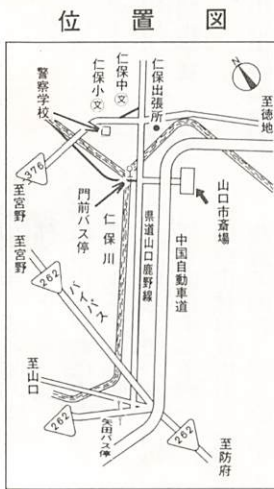 位置図
警察学校
仁保小
文
仁保中
文
仁保出張所
至徳地
376
至宮野
至宮野
門前バス停
仁保川
県道山口鹿野線
中国自動車道
山口市斎場
262
バイパス
至山口
262
矢田バス停
262
至防府